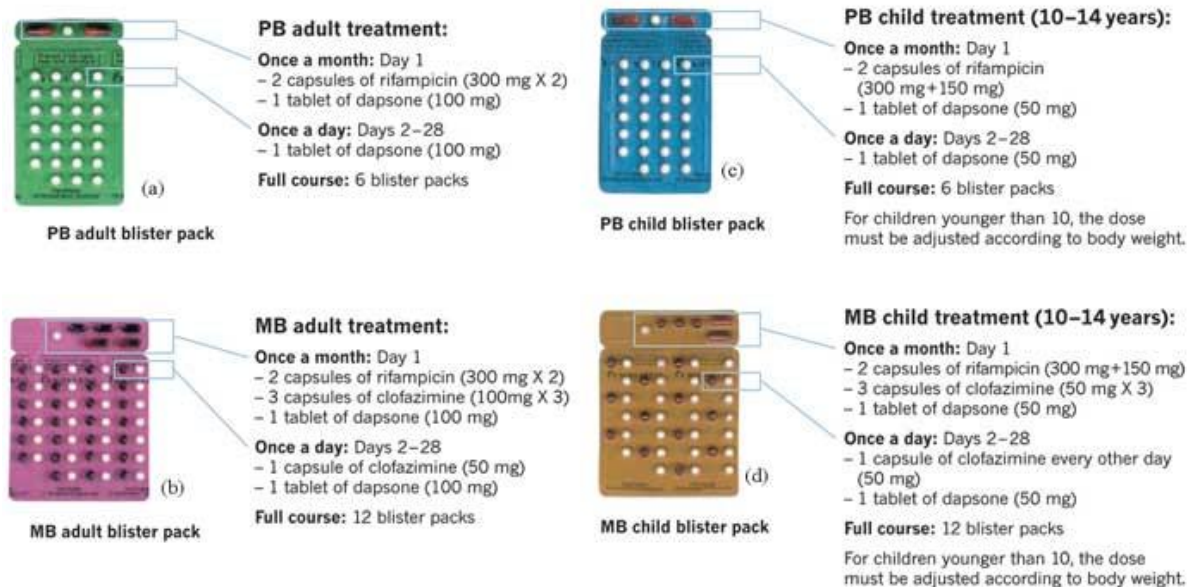 PB adult treatment:
Once a month: Day 1
– 2 capsules of rifampicin (300 mg X 2)
– 1 tablet of dapsone (100 mg)
Once a day: Days 2–28
– 1 tablet of dapsone (100 mg)
Full course: 6 blister packs
(a)
PB adult blister pack
PB child treatment (10–14 years):
Once a month: Day 1
– 2 capsules of rifampicin
(300 mg+150 mg)
– 1 tablet of dapsone (50 mg)
Once a day: Days 2–28
– 1 tablet of dapsone (50 mg)
Full course: 6 blister packs
For children younger than 10, the dose
must be adjusted according to body weight.
(c)
PB child blister pack
MB adult treatment:
Once a month: Day 1
– 2 capsules of rifampicin (300 mg X 2)
– 3 capsules of clofazimine (100mg X 3)
– 1 tablet of dapsone (100 mg)
Once a day: Days 2–28
– 1 capsule of clofazimine (50 mg)
– 1 tablet of dapsone (100 mg)
Full course: 12 blister packs
(b)
MB adult blister pack
MB child treatment (10–14 years):
Once a month: Day 1
– 2 capsules of rifampicin (300 mg+150 mg)
– 3 capsules of clofazimine (50 mg X 3)
– 1 tablet of dapsone (50 mg)
Once a day: Days 2–28
– 1 capsule of clofazimine every other day
(50 mg)
– 1 tablet of dapsone (50 mg)
Full course: 12 blister packs
For children younger than 10, the dose
must be adjusted according to body weight.
(d)
MB child blister pack